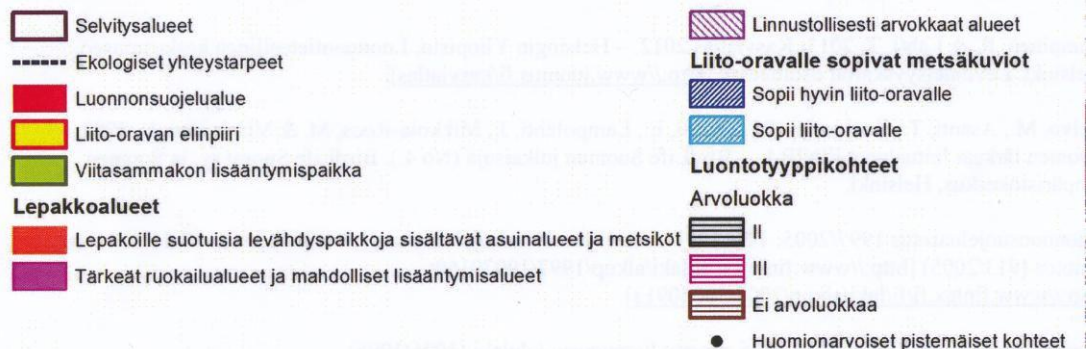 Selvitysalueet
Ekologiset yhteystarpeet
Luonnonsuojelualue
Liito-oravan elinpiiri
Viitasammakon lisääntymispaikka
Lepakkoalueet
Lepakoille suotuisia levähdyspaikkoja sisältävät asuinalueet ja metsiköt
Tärkeät ruokailualueet ja mahdolliset lisääntymisalueet
Linnustollisesti arvokkaat alueet
Liito-oravalle sopivat metsäkuviot
Sopii hyvin liito-oravalle
Sopii liito-oravalle
Luontotyyppikohteet
Arvoluokka
II
III
Ei arvoluokkaa
Huomionarvoiset pistemäiset kohteet